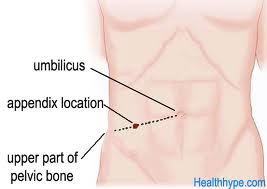 umbilicus
appendix location
upper part of
pelvic bone
Healthhype.com